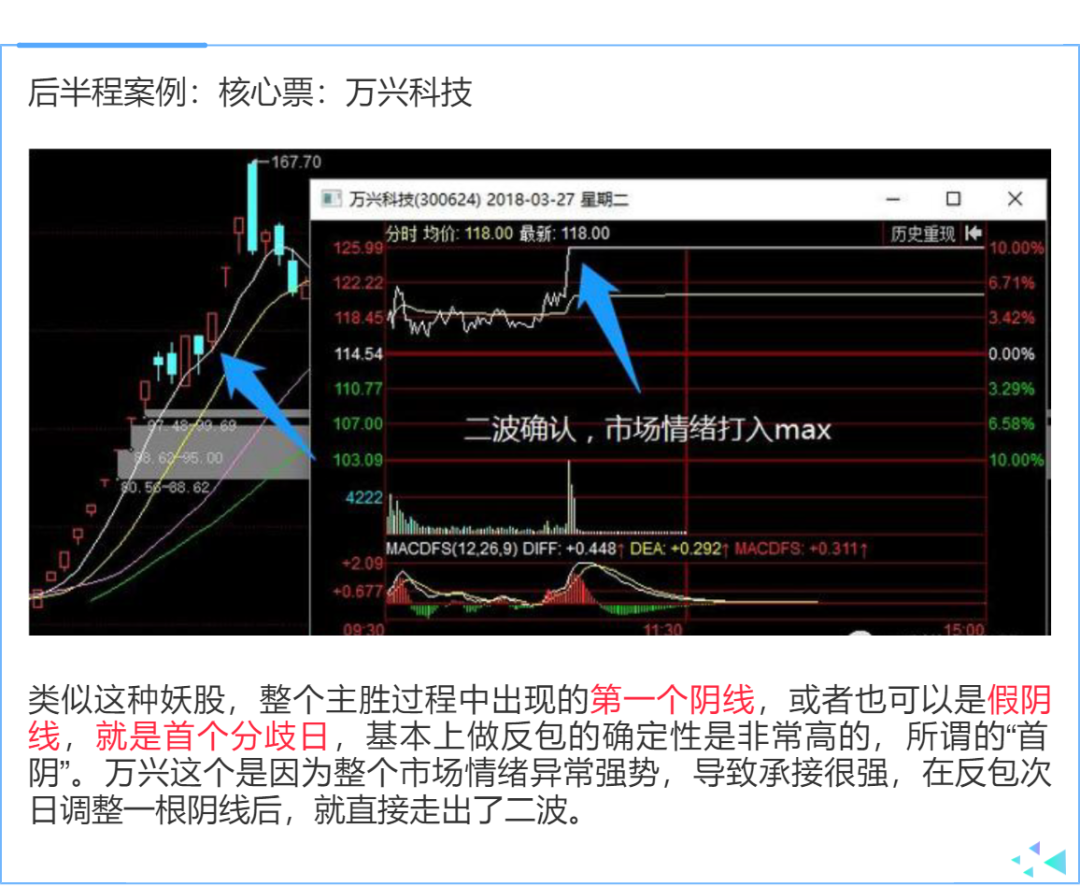 后半程案例：核心票：万兴科技
167.70
万兴科技(300624) 2018-03-27 星期二
分时 均价: 118.00 最新: 118.00
历史重现
125.99
10.00%
122.22
6.71%
118.45
3.42%
114.54
0.00%
110.77
3.29%
107.00
6.58%
103.09
10.00%
97.48-99.69
88.62-95.00
80.56-88.62
二波确认，市场情绪打入max
4222
MACDFS(12,26,9) DIFF: +0.448↑ DEA: +0.292↑ MACDFS: +0.311↑
+2.09
+0.677
09:30
11:30
15:00
类似这种妖股，整个主胜过程中出现的第一个阴线，或者也可以是假阴
线，就是首个分歧日，基本上做反包的确定性是非常高的，所谓的“首
阴”。万兴这个是因为整个市场情绪异常强势，导致承接很强，在反包次
日调整一根阴线后，就直接走出了二波。